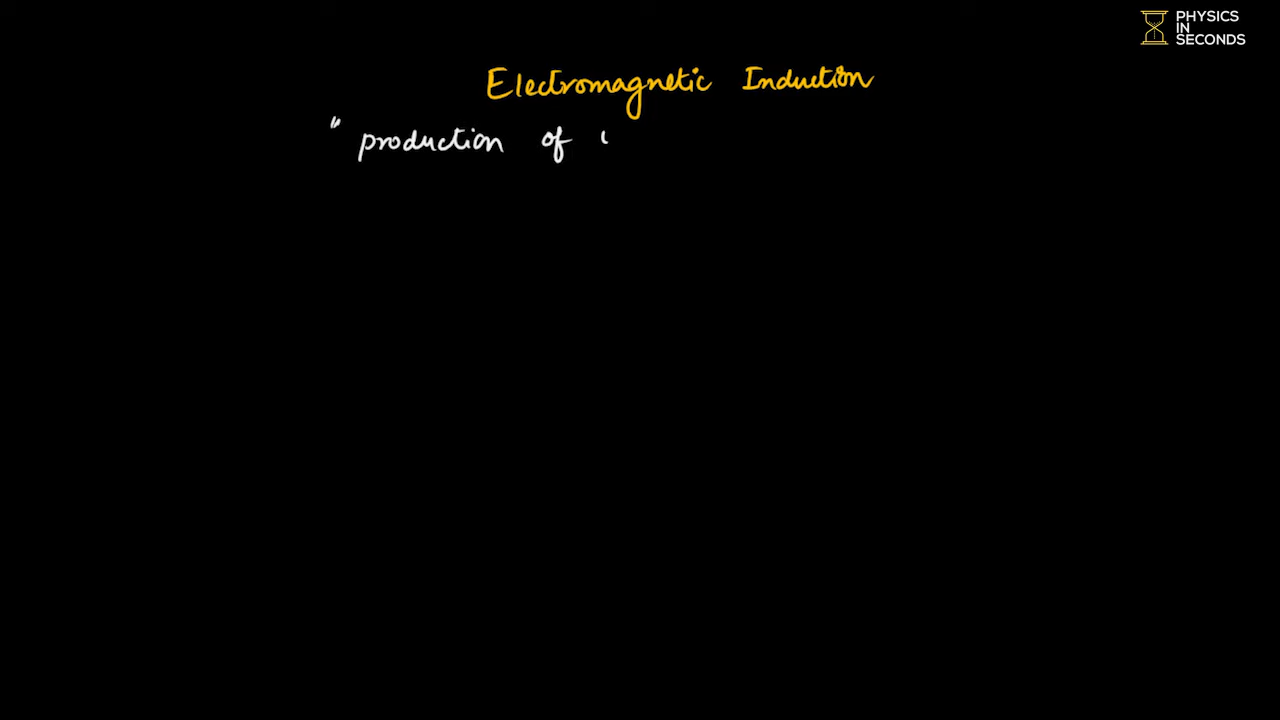 PHYSICS
IN
SECONDS
Electromagnetic Induction
" production of